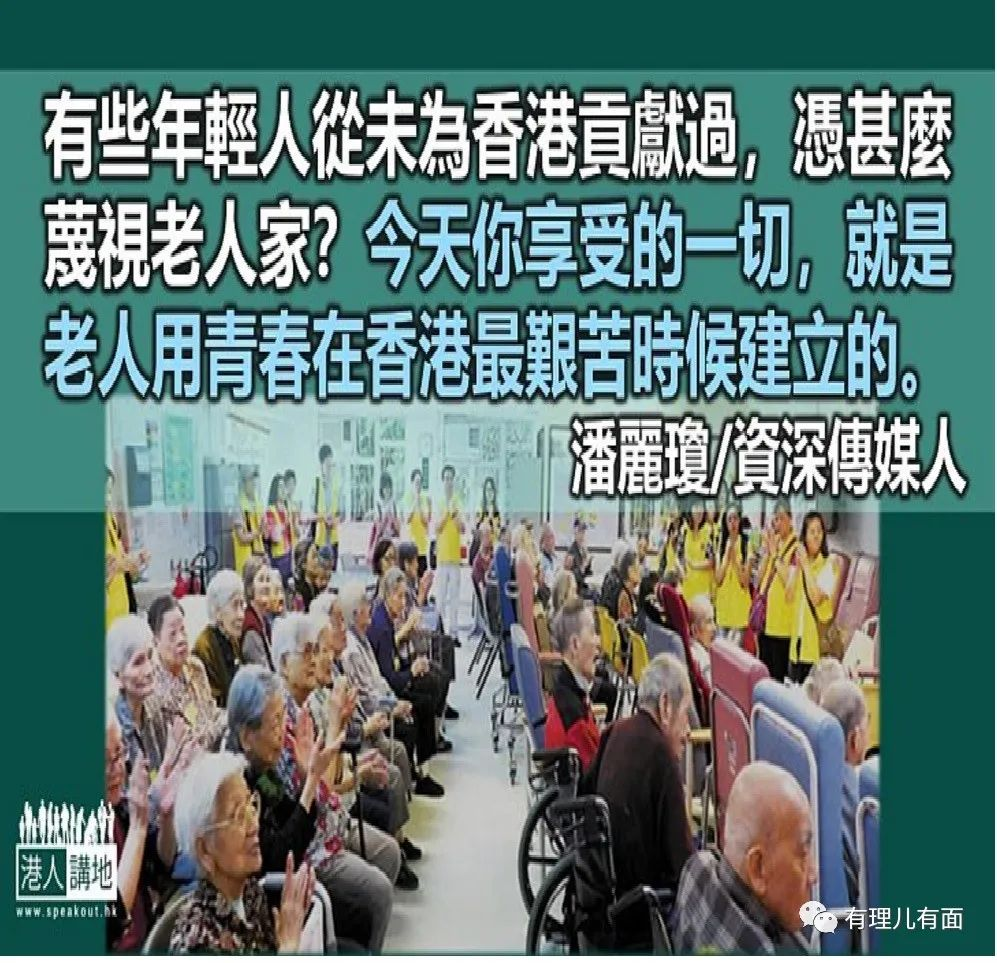 有些年輕人從未為香港貢獻過，憑甚麼
蔑視老人家？今天你享受的一切，就是
老人用青春在香港最艱苦時候建立的。
潘麗瓊/資深傳媒人
港人講地
www.speakout.hk
有理儿有面